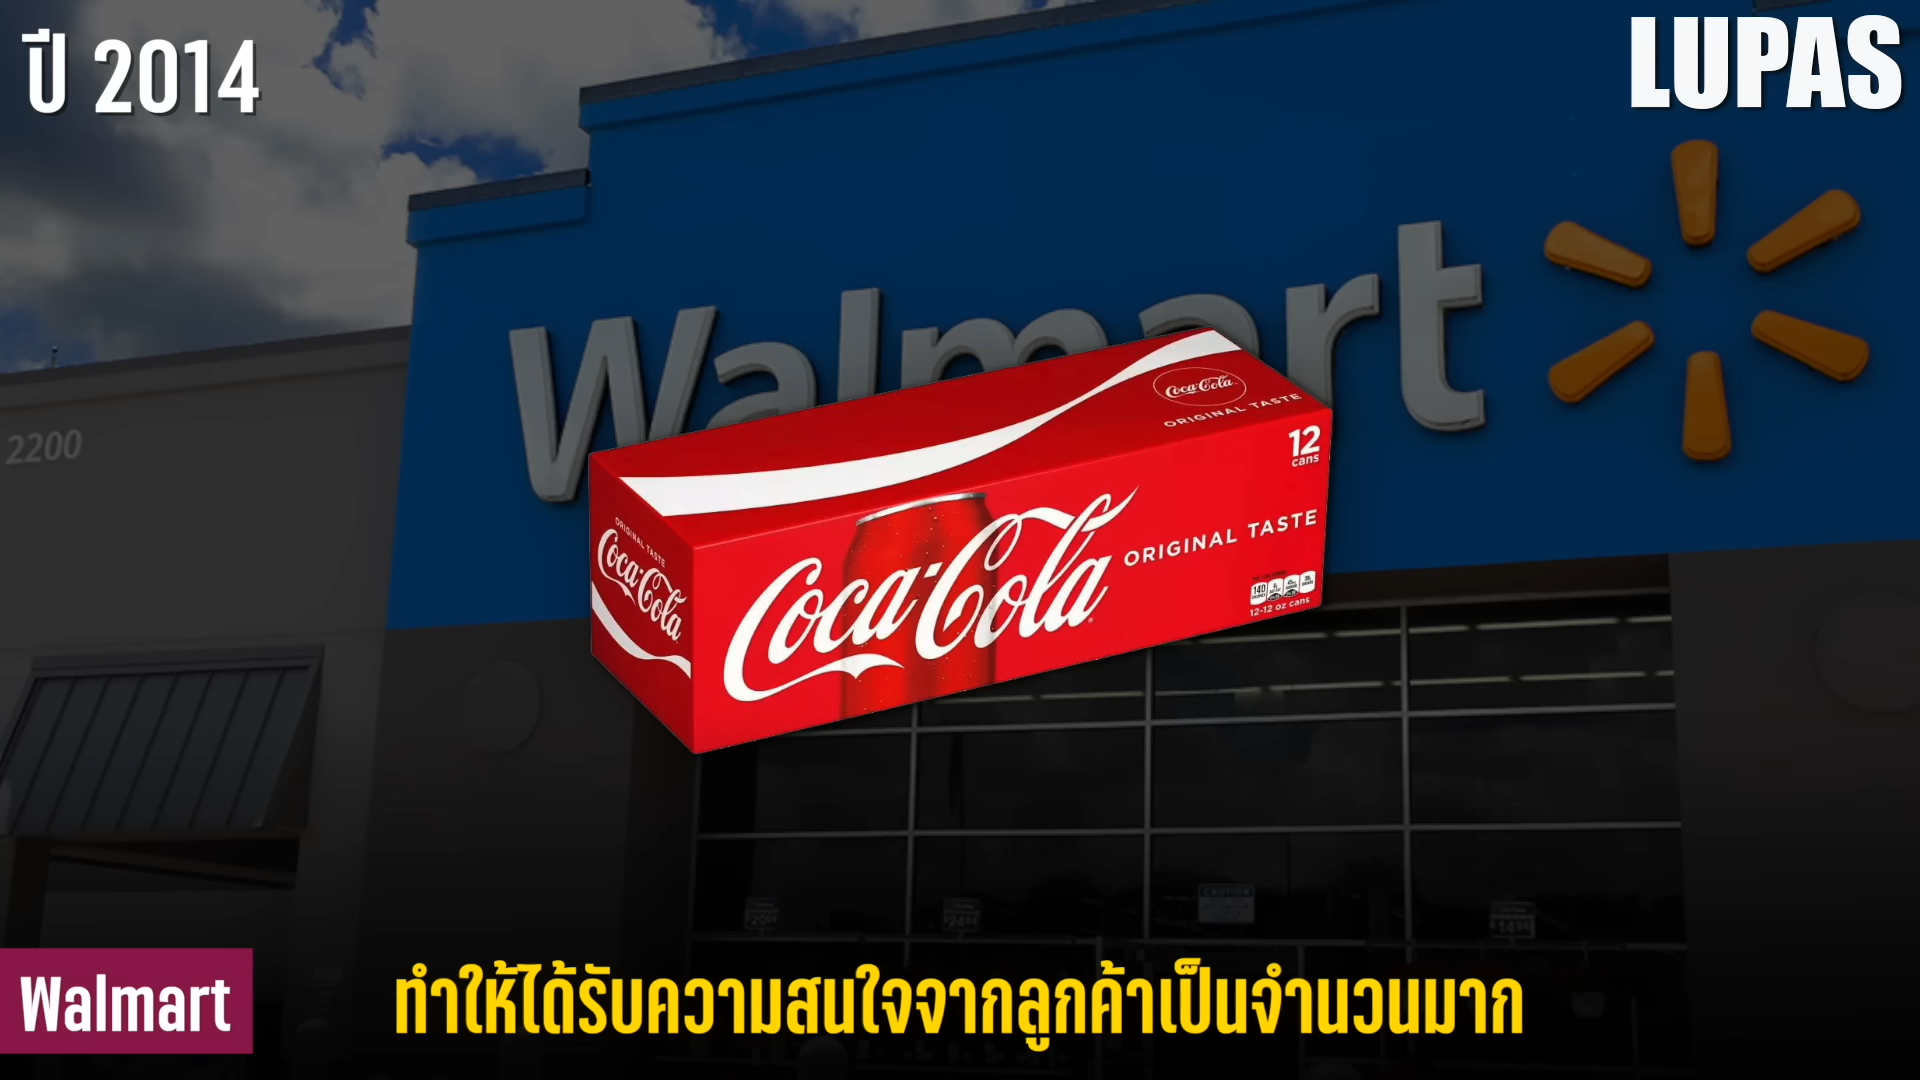 ปี 2014
LUPAS
Walmart
2200
Coca-Cola
ORIGINAL TASTE
12
cans
ORIGINAL TASTE
Coca-Cola
Coca-Cola
ORIGINAL TASTE
140
12-12 oz cans
CAUTION
Walmart
ทำให้ได้รับความสนใจจากลูกค้าเป็นจำนวนมาก